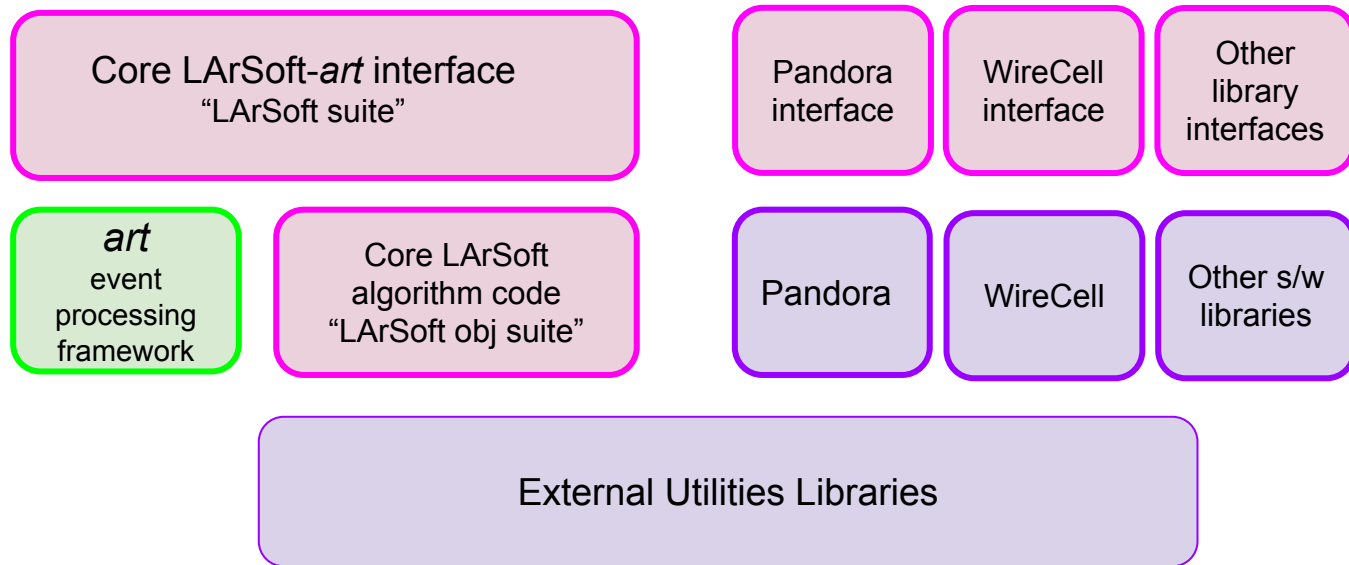 Core LArSoft-art interface
“LArSoft suite”
Pandora
interface
WireCell
interface
Other
library
interfaces
art
event
processing
framework
Core LArSoft
algorithm code
“LArSoft obj suite”
Pandora
WireCell
Other s/w
libraries
External Utilities Libraries